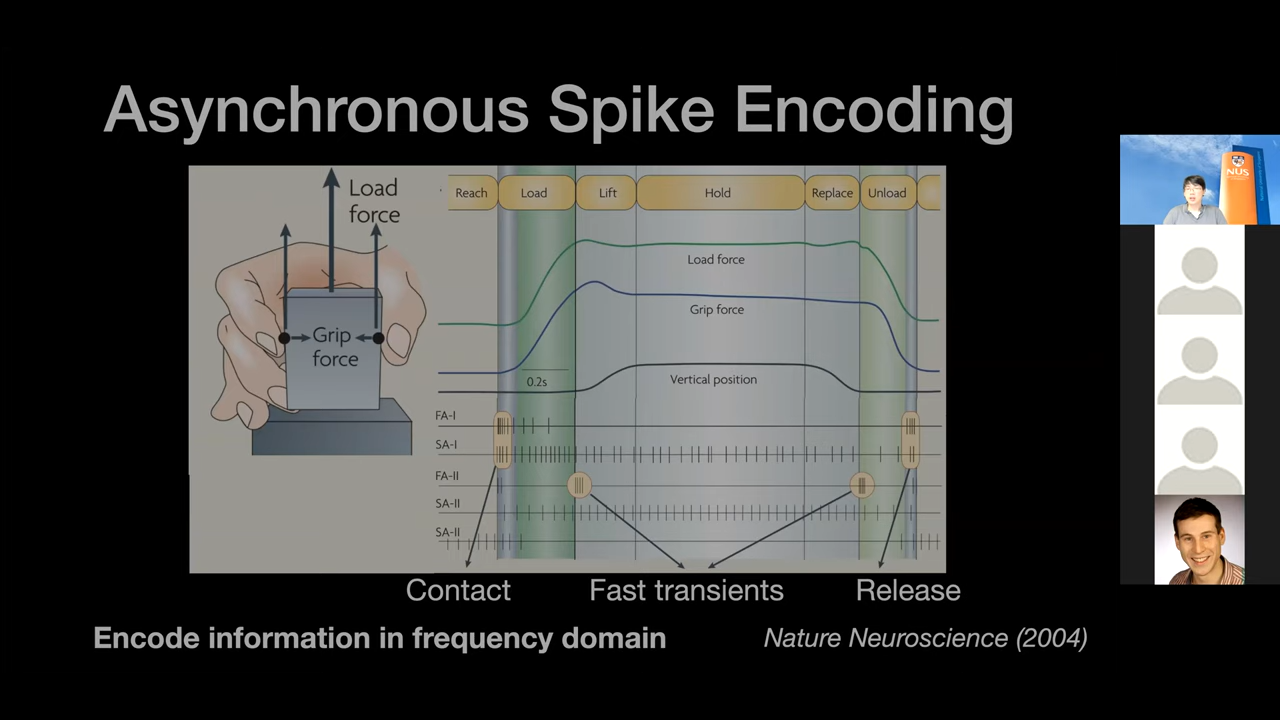 Asynchronous Spike Encoding
Load
force
Grip
force
Reach
Load
Lift
Hold
Replace
Unload
Load force
Grip force
0.2s
Vertical position
FA-I
SA-I
FA-II
SA-II
SA-II
Contact
Fast transients
Release
Encode information in frequency domain
Nature Neuroscience (2004)
NUS